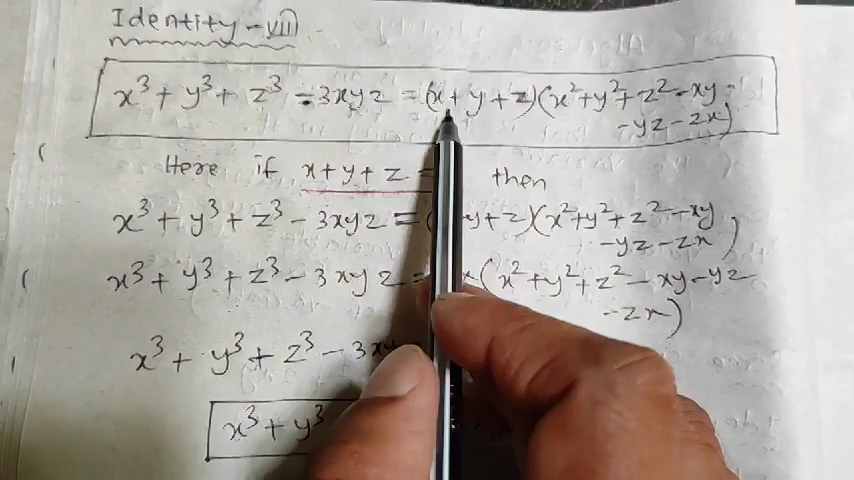 Identity-VII
x³ + y³ + z³ - 3xyz = (x + y + z)(x² + y² + z² - xy
- yz - zx)
Here if x + y + z = then
x³ + y³ + z³ - 3xyz = ( y + z)(x² + y² + z² - xy
- yz - zx)
x³ + y³ + z³ - 3xyz = x(x² + y² + z² - xy - yz
- zx)
x³ + y³ + z³ - 3xy
x³ + y³